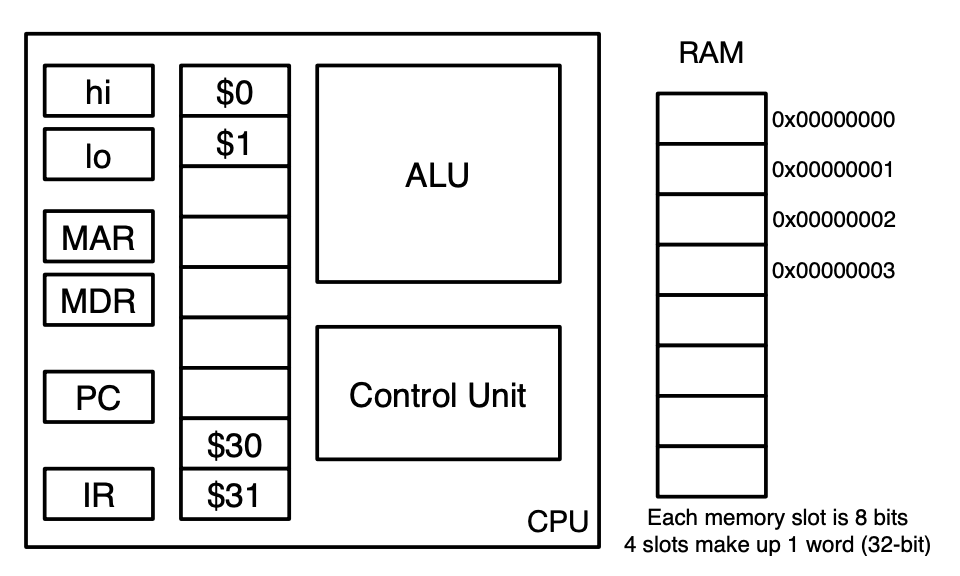 hi
lo
MAR
MDR
PC
IR
$0
$1
$30
$31
ALU
Control Unit
CPU
RAM
0x00000000
0x00000001
0x00000002
0x00000003
Each memory slot is 8 bits
4 slots make up 1 word (32-bit)